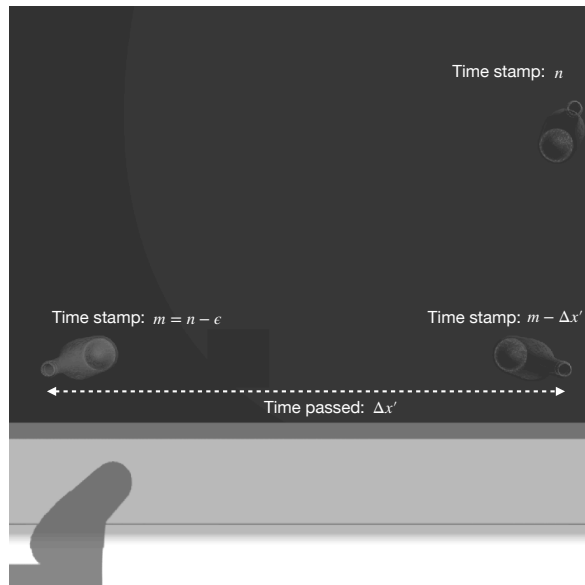 Time stamp: n
Time stamp: m = n − ϵ
Time stamp: m − Δx′
Time passed: Δx′